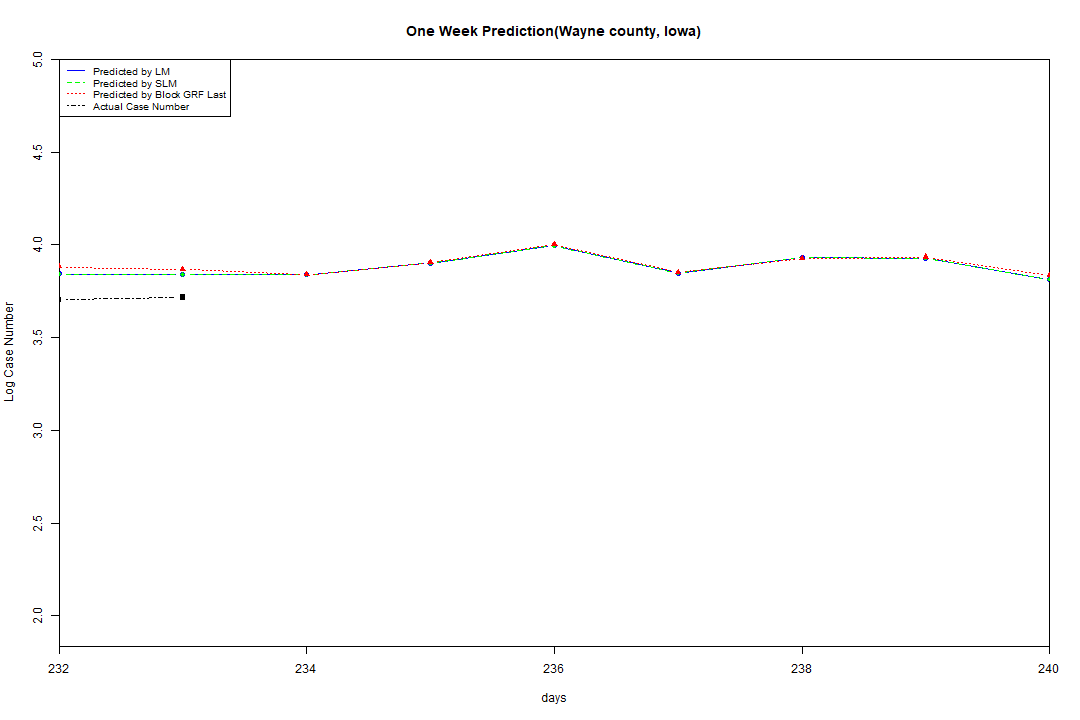 One Week Prediction(Wayne county, Iowa)
Predicted by LM
Predicted by SLM
Predicted by Block GRF Last
Actual Case Number
5.0
4.5
4.0
3.5
3.0
2.5
2.0
Log Case Number
232 234 236 238 240
days